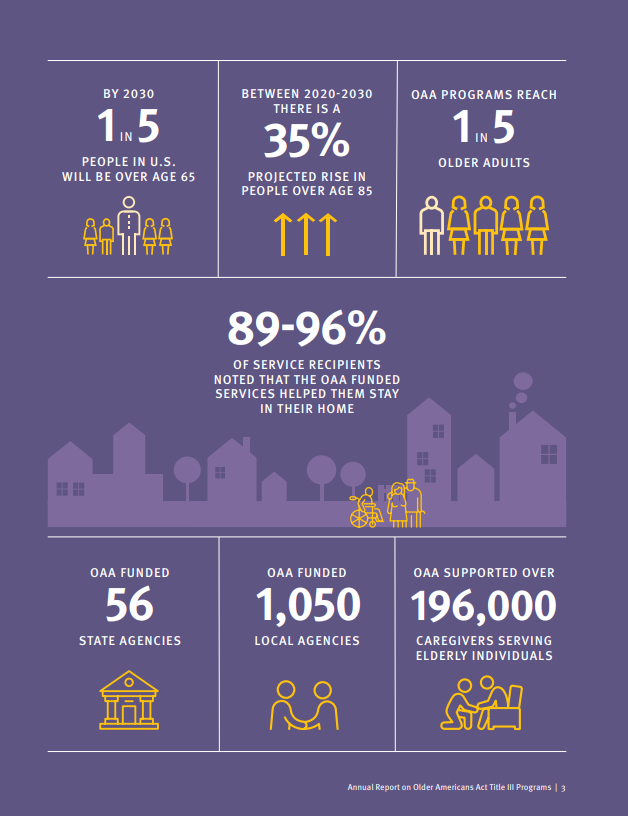 BY 2030
1 IN 5
PEOPLE IN U.S.
WILL BE OVER AGE 65
BETWEEN 2020-2030
THERE IS A
35%
PROJECTED RISE IN
PEOPLE OVER AGE 85
OAA PROGRAMS REACH
1 IN 5
OLDER ADULTS
89-96%
OF SERVICE RECIPIENTS
NOTED THAT THE OAA FUNDED
SERVICES HELPED THEM STAY
IN THEIR HOME
OAA FUNDED
56
STATE AGENCIES
OAA FUNDED
1,050
LOCAL AGENCIES
OAA SUPPORTED OVER
196,000
CAREGIVERS SERVING
ELDERLY INDIVIDUALS
Annual Report on Older Americans Act Title III Programs | 3